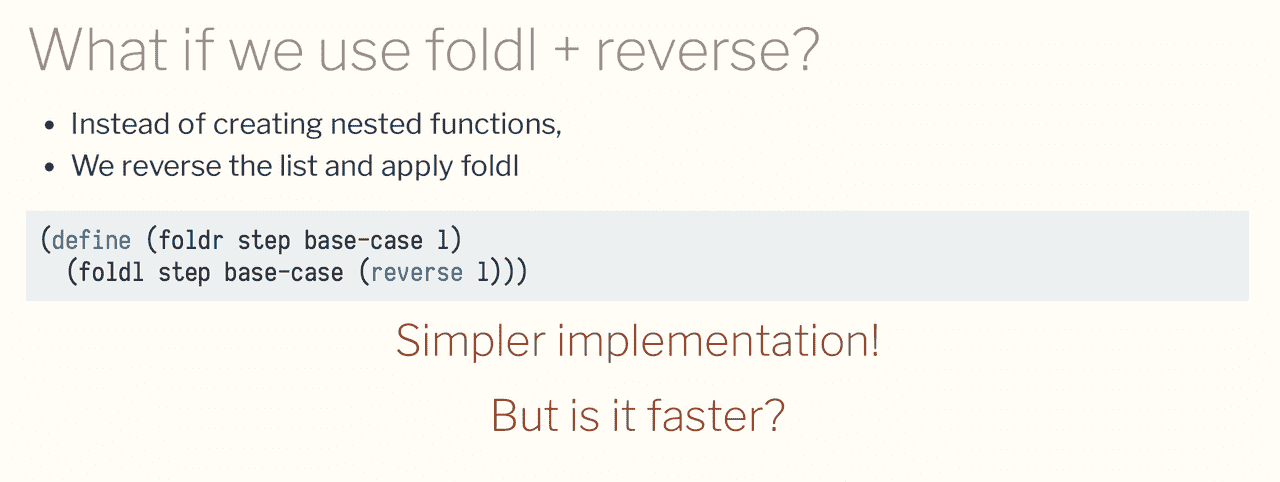 What if we use foldl + reverse?
• Instead of creating nested functions,
• We reverse the list and apply foldl
(define (foldr step base-case l)
  (foldl step base-case (reverse l)))
Simpler implementation!
But is it faster?